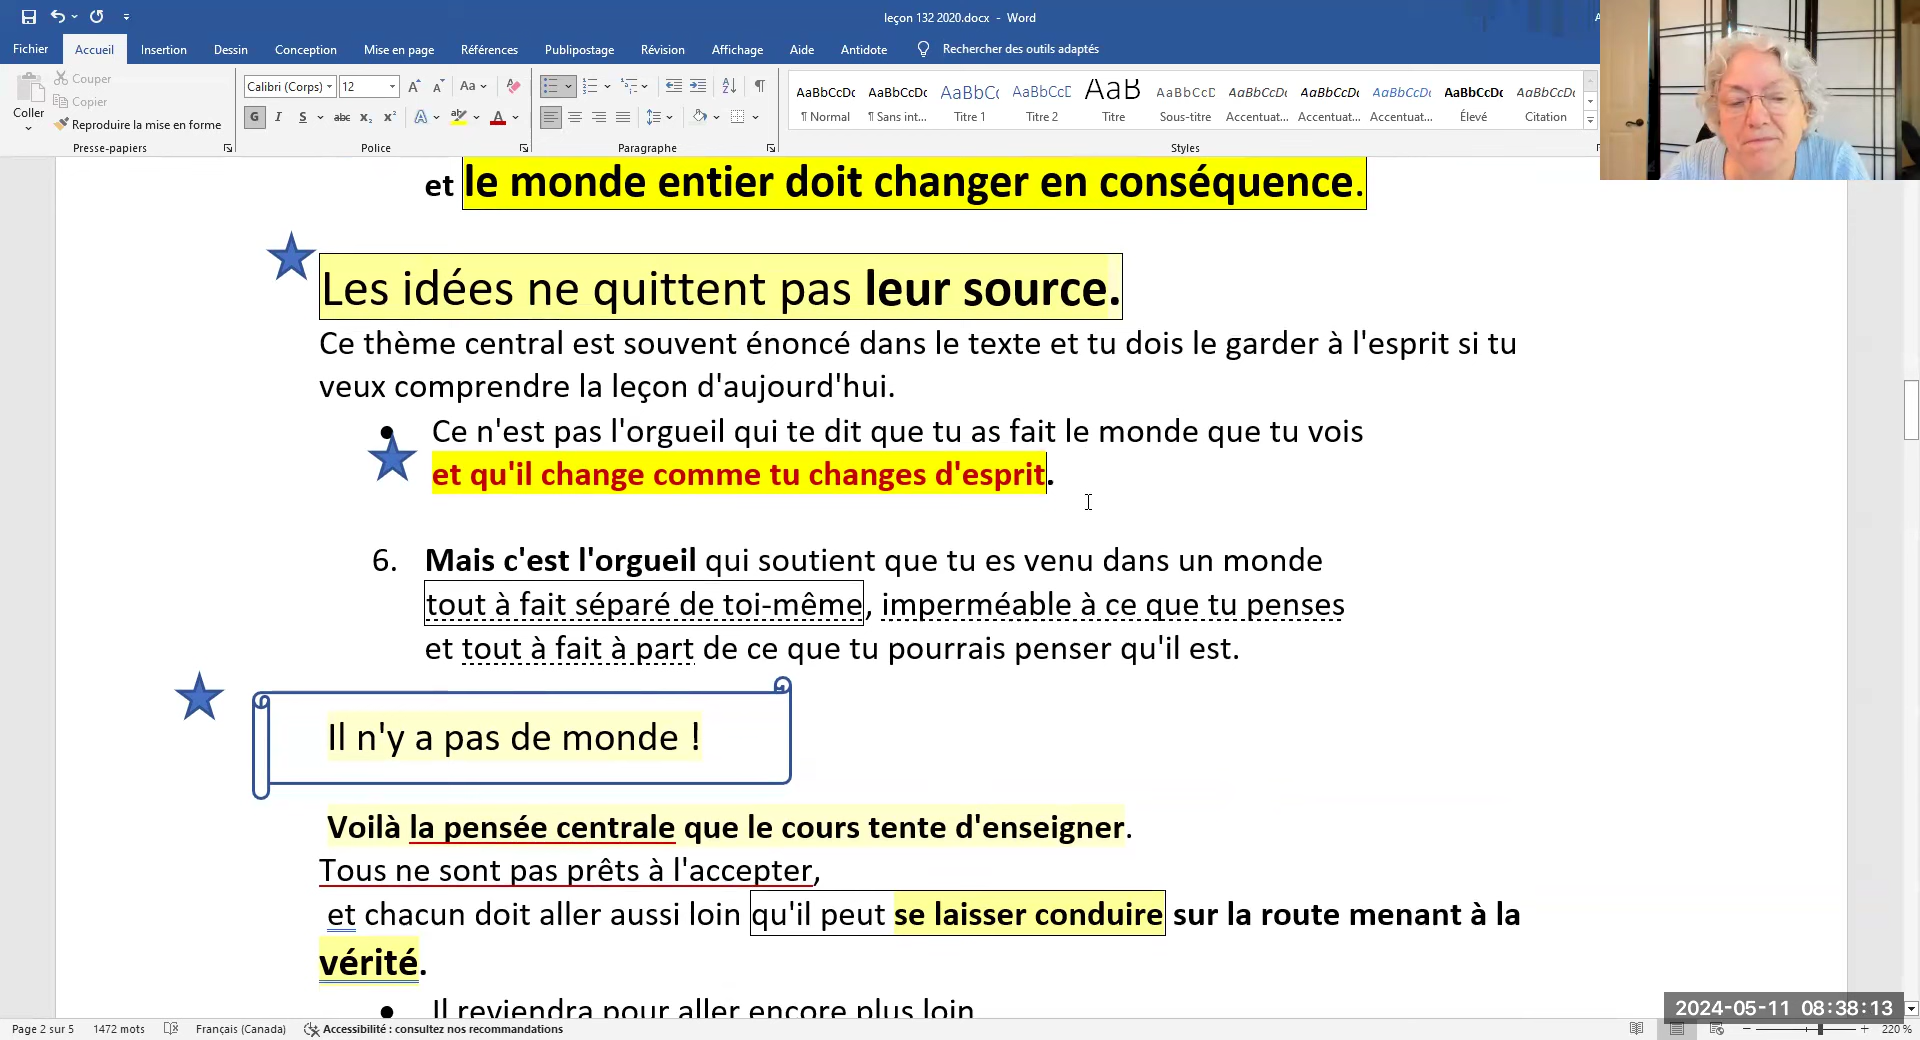 leçon 132 2020.docx - Word
Fichier Accueil Insertion Dessin Conception Mise en page Références Publipostage Révision Affichage Aide Antidote Rechercher des outils adaptés
Coller
Couper
Copier
Reproduire la mise en forme
Presse-papiers
Calibri (Corps) 12
Police
Paragraphe
AaBbCcDc AaBbCcDc AaBbCc AaBbCcD AaB AaBbCcD AaBbCcDc AaBbCcDc AaBbCcDc AaBbCcDc AaBbCcDc
¶ Normal ¶ Sans int... Titre 1 Titre 2 Titre Sous-titre Accentuat... Accentuat... Accentuat... Élevé Citation
Styles
et le monde entier doit changer en conséquence.
Les idées ne quittent pas leur source.
Ce thème central est souvent énoncé dans le texte et tu dois le garder à l'esprit si tu
veux comprendre la leçon d'aujourd'hui.
• Ce n'est pas l'orgueil qui te dit que tu as fait le monde que tu vois
et qu'il change comme tu changes d'esprit.
6. Mais c'est l'orgueil qui soutient que tu es venu dans un monde
tout à fait séparé de toi-même, imperméable à ce que tu penses
et tout à fait à part de ce que tu pourrais penser qu'il est.
Il n'y a pas de monde !
Voilà la pensée centrale que le cours tente d'enseigner.
Tous ne sont pas prêts à l'accepter,
et chacun doit aller aussi loin qu'il peut se laisser conduire sur la route menant à la
vérité.
• Il reviendra pour aller encore plus loin
2024-05-11 08:38:13
Page 2 sur 5 1472 mots Français (Canada) Accessibilité : consultez nos recommandations 220 %